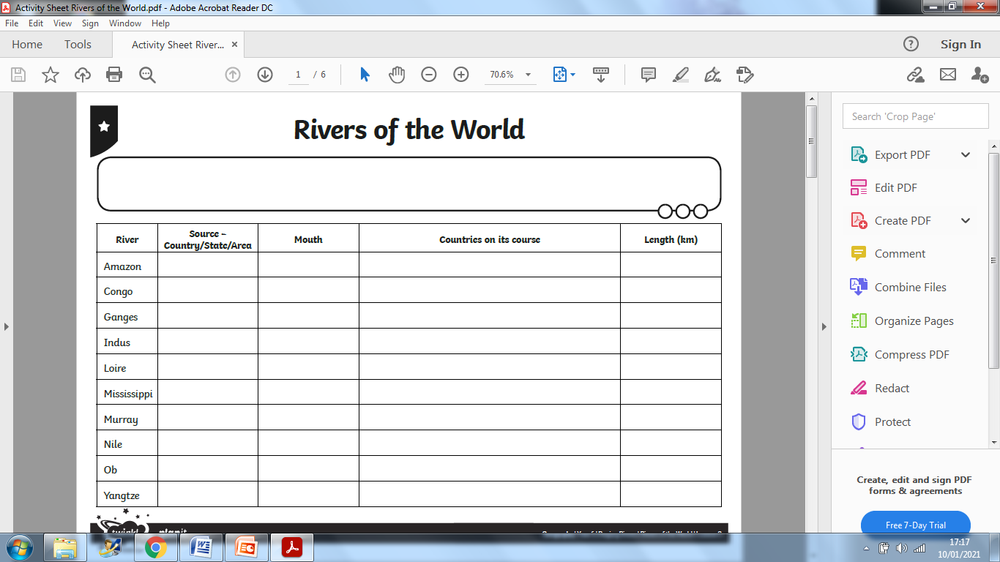 Activity Sheet Rivers of the World.pdf - Adobe Acrobat Reader DC
File Edit View Sign Window Help
Home Tools Activity Sheet River... × Sign In
1 / 6 70.6%
Rivers of the World
River Source – Country/State/Area Mouth Countries on its course Length (km)
Amazon
Congo
Ganges
Indus
Loire
Mississippi
Murray
Nile
Ob
Yangtze
twinkl planit
Search 'Crop Page'
Export PDF
Edit PDF
Create PDF
Comment
Combine Files
Organize Pages
Compress PDF
Redact
Protect
Create, edit and sign PDF
forms & agreements
Free 7-Day Trial
17:17
10/01/2021